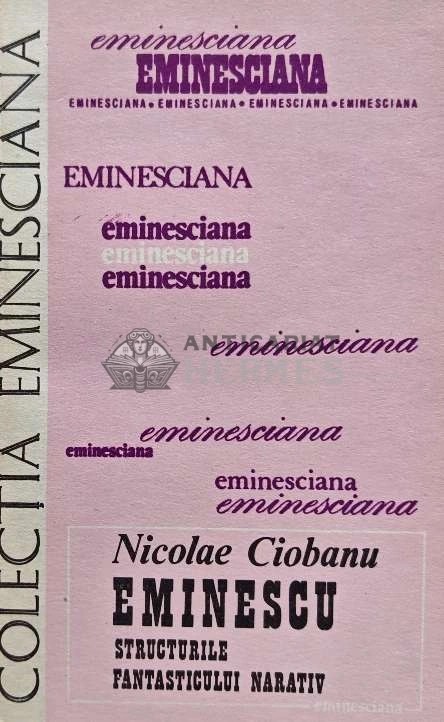 COLECȚIA EMINESCIANA
eminesciana
EMINESCIANA
EMINESCIANA • EMINESCIANA • EMINESCIANA • EMINESCIANA
EMINESCIANA
eminesciana
eminesciana
eminesciana
ANTICARIAT
HERMES
eminesciana
eminesciana
eminesciana
eminesciana
eminesciana
Nicolae Ciobanu
EMINESCU
STRUCTURILE
FANTASTICULUI NARATIV
eminesciana